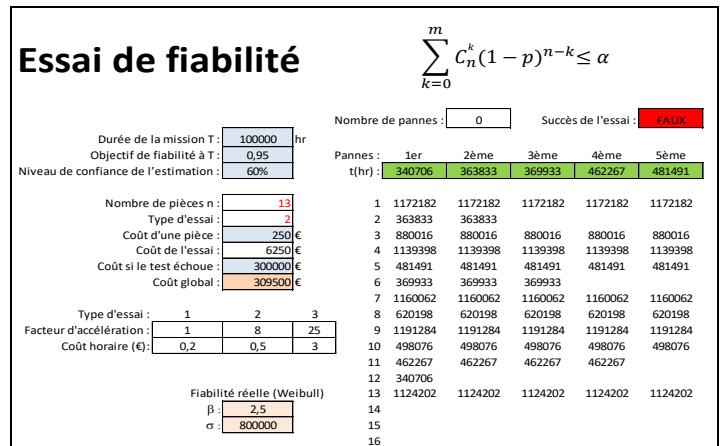 Essai de fiabilité
m
∑ C_n^k (1 − p)^{n−k} ≤ α
k=0
Nombre de pannes : 0 Succès de l'essai : FAUX
Durée de la mission T : 100000 hr
Objectif de fiabilité à T : 0,95
Niveau de confiance de l'estimation : 60%
Pannes : 1er 2ème 3ème 4ème 5ème
t(hr) : 340706 363833 369933 462267 481491
Nombre de pièces n : 13
Type d'essai : 2
Coût d'une pièce : 250 €
Coût de l'essai : 6250 €
Coût si le test échoue : 300000 €
Coût global : 309500 €
1 1172182 1172182 1172182 1172182 1172182
2 363833 363833
3 880016 880016 880016 880016 880016
4 1139398 1139398 1139398 1139398 1139398
5 481491 481491 481491 481491 481491
6 369933 369933 369933
7 1160062 1160062 1160062 1160062 1160062
8 620198 620198 620198 620198 620198
9 1191284 1191284 1191284 1191284 1191284
10 498076 498076 498076 498076 498076
11 462267 462267 462267 462267
12 340706
13 1124202 1124202 1124202 1124202 1124202
14
15
16
Type d'essai : 1 2 3
Facteur d'accélération : 1 8 25
Coût horaire (€): 0,2 0,5 3
Fiabilité réelle (Weibull)
β : 2,5
σ : 800000